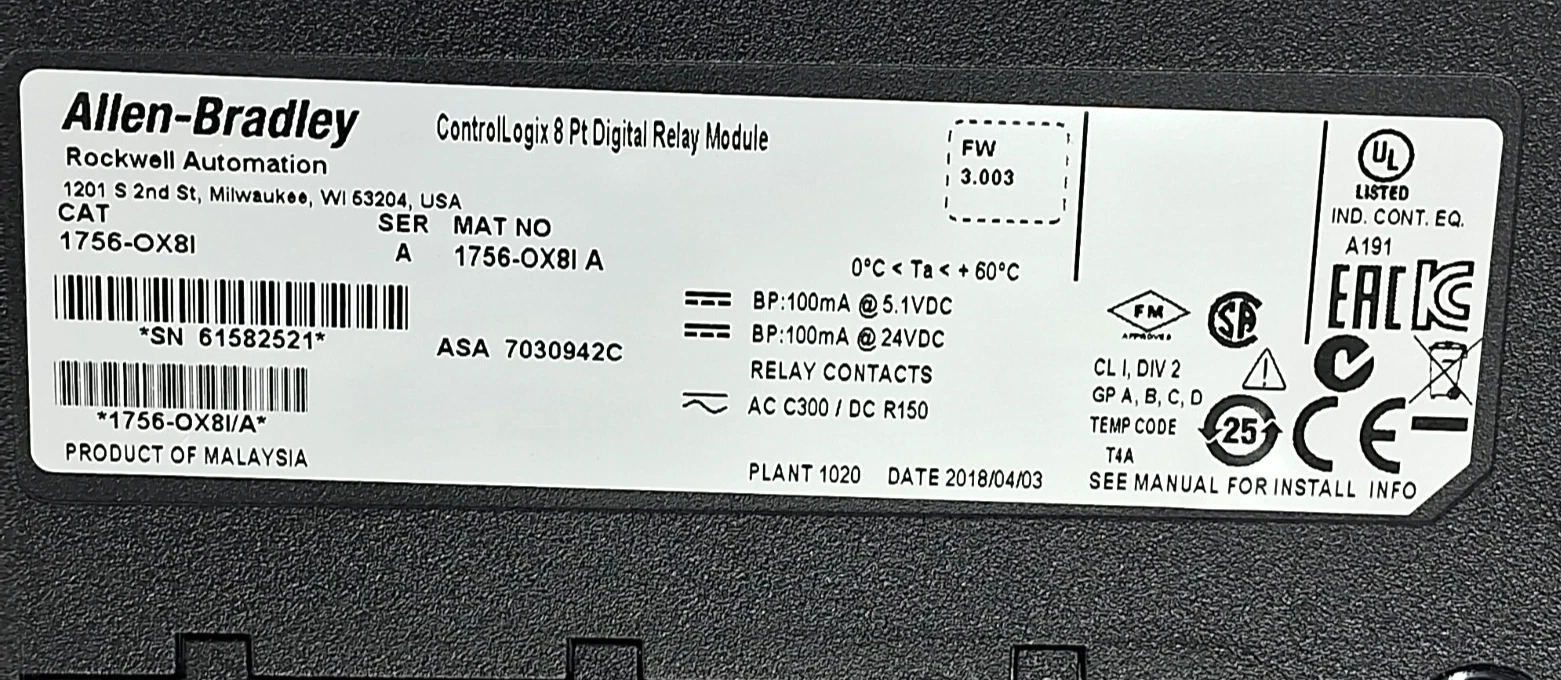 Allen-Bradley
ControlLogix 8 Pt Digital Relay Module
Rockwell Automation
1201 S 2nd St, Milwaukee, WI 53204, USA
CAT SER MAT NO
1756-OX8I A 1756-OX8I A
*SN 61582521*
ASA 7030942C
*1756-OX8I/A*
PRODUCT OF MALAYSIA
FW
3.003
0°C < Ta < + 60°C
BP:100mA @ 5.1VDC
BP:100mA @ 24VDC
RELAY CONTACTS
AC C300 / DC R150
PLANT 1020 DATE 2018/04/03
UL
LISTED
IND. CONT. EQ.
A191
EAC
FM
APPROVED
SA
CL I, DIV 2
GP A, B, C, D
TEMP CODE
T4A
25
CE
SEE MANUAL FOR INSTALL INFO